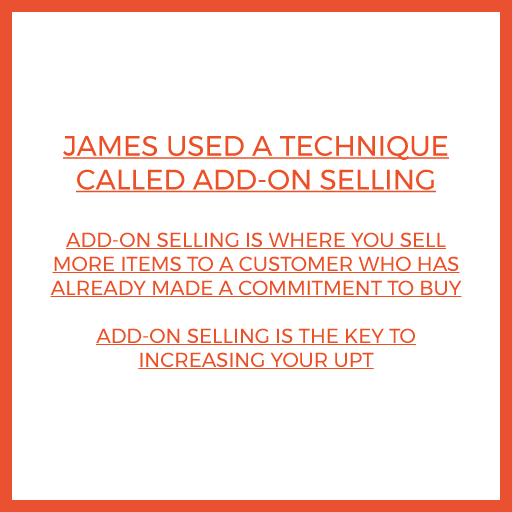 JAMES USED A TECHNIQUE
CALLED ADD-ON SELLING
ADD-ON SELLING IS WHERE YOU SELL
MORE ITEMS TO A CUSTOMER WHO HAS
ALREADY MADE A COMMITMENT TO BUY
ADD-ON SELLING IS THE KEY TO
INCREASING YOUR UPT